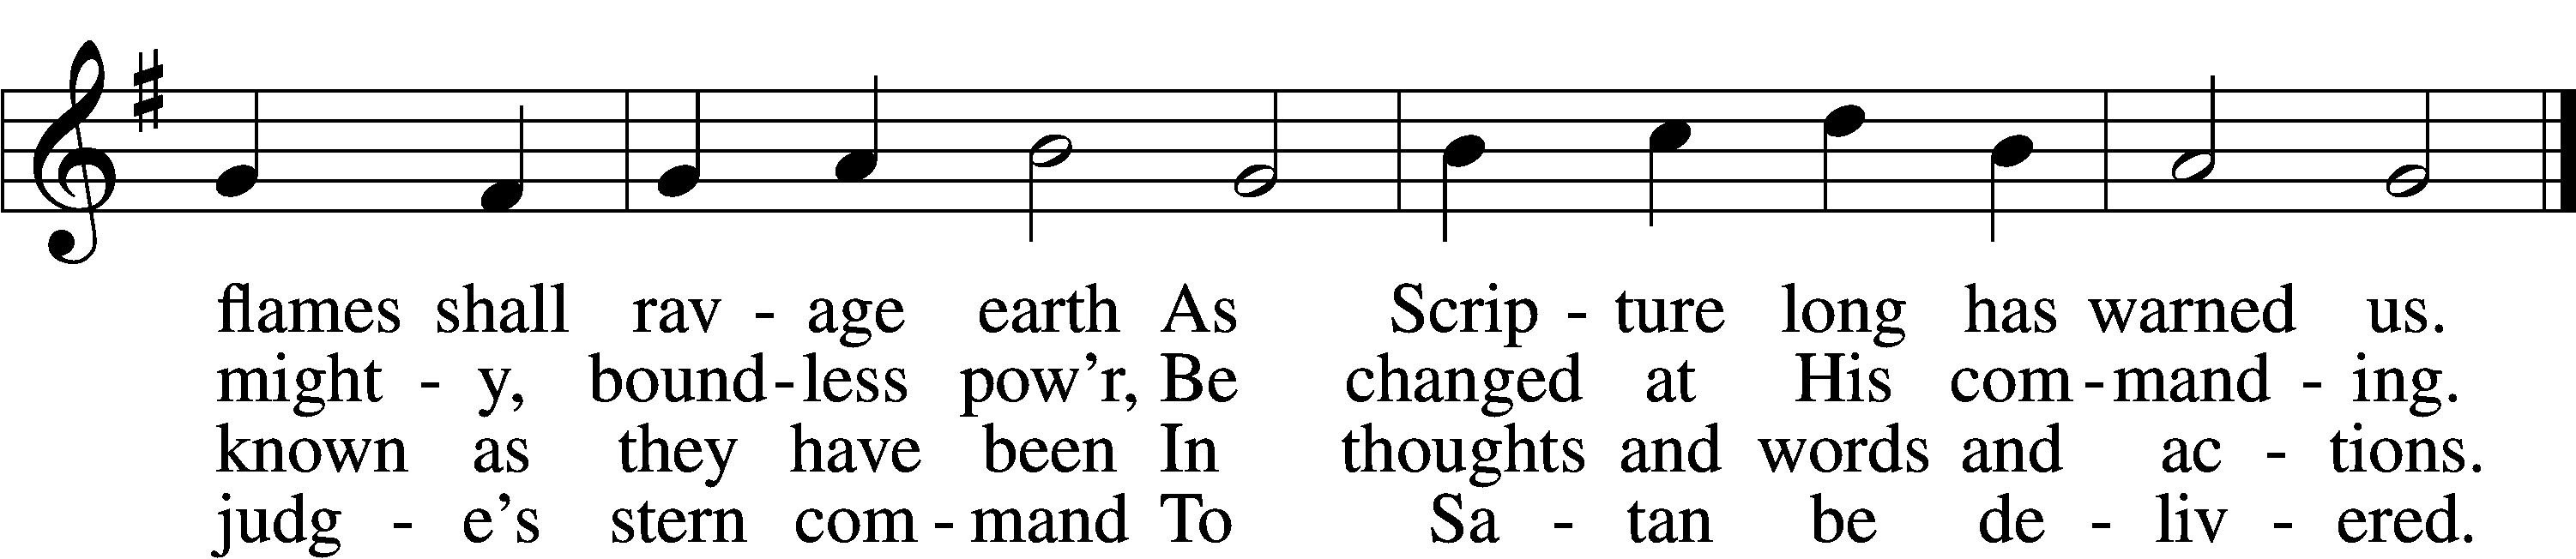 flames shall rav - age earth As Scrip - ture long has warned us.
might - y, bound - less pow’r, Be changed at His com - mand - ing.
known as they have been In thoughts and words and ac - tions.
judg - e’s stern com - mand To Sa - tan be de - liv - ered.